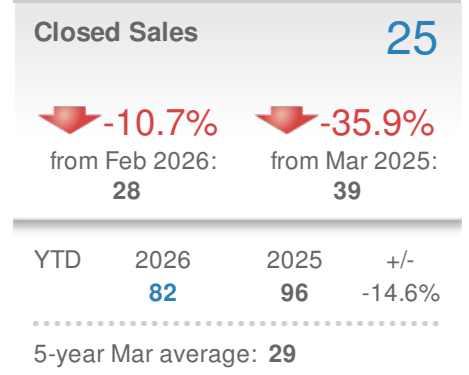 Closed Sales 25
-10.7% -35.9%
from Feb 2026: from Mar 2025:
28 39
YTD 2026 2025 +/-
82 96 -14.6%
5-year Mar average: 29